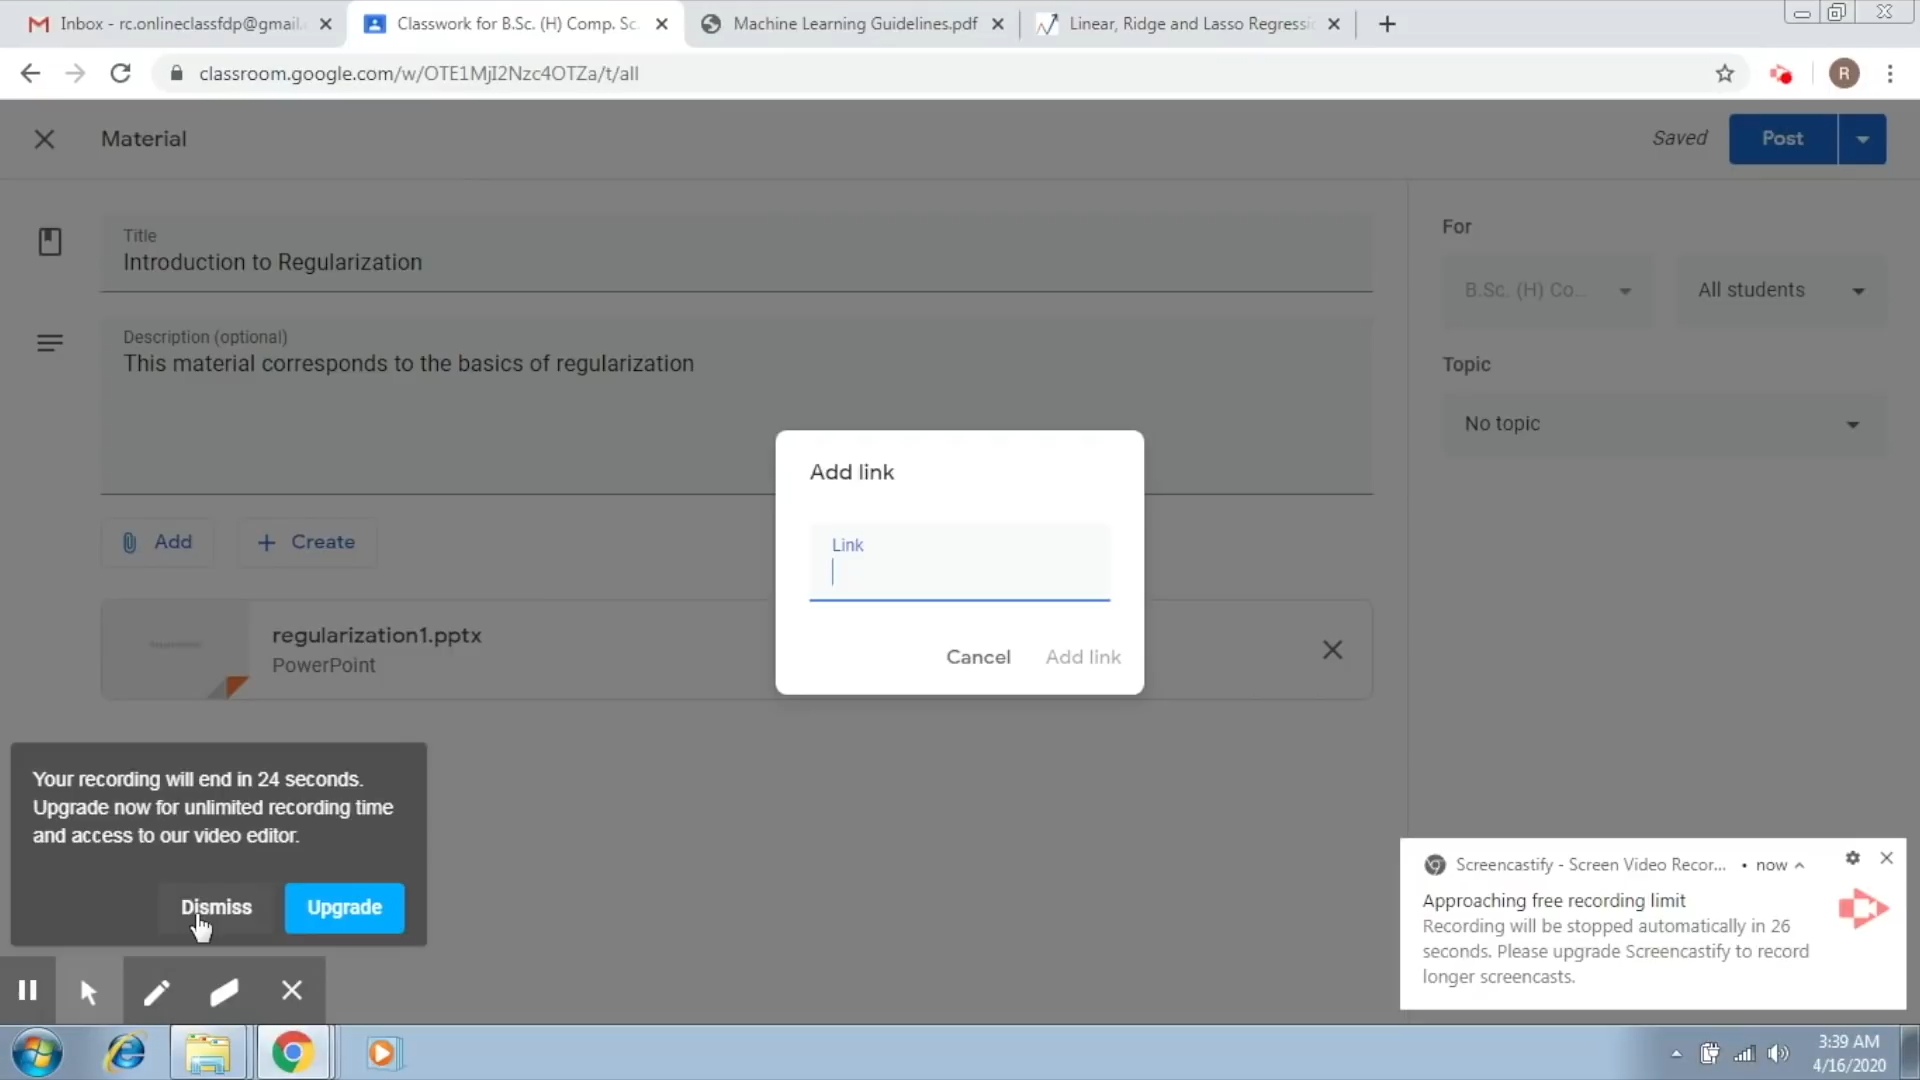 Inbox - rc.onlineclassfdp@gmail.
Classwork for B.Sc. (H) Comp. Sc.
Machine Learning Guidelines.pdf
Linear, Ridge and Lasso Regressi
classroom.google.com/w/OTE1MjI2Nzc4OTZa/t/all
R
Material
Saved
Post
Title
Introduction to Regularization
Description (optional)
This material corresponds to the basics of regularization
For
B.Sc. (H) Co...
All students
Topic
No topic
Add
Create
Add link
Link
Cancel
Add link
regularization1.pptx
PowerPoint
Your recording will end in 24 seconds.
Upgrade now for unlimited recording time
and access to our video editor.
Dismiss
Upgrade
Screencastify - Screen Video Recor... • now
Approaching free recording limit
Recording will be stopped automatically in 26
seconds. Please upgrade Screencastify to record
longer screencasts.
3:39 AM
4/16/2020